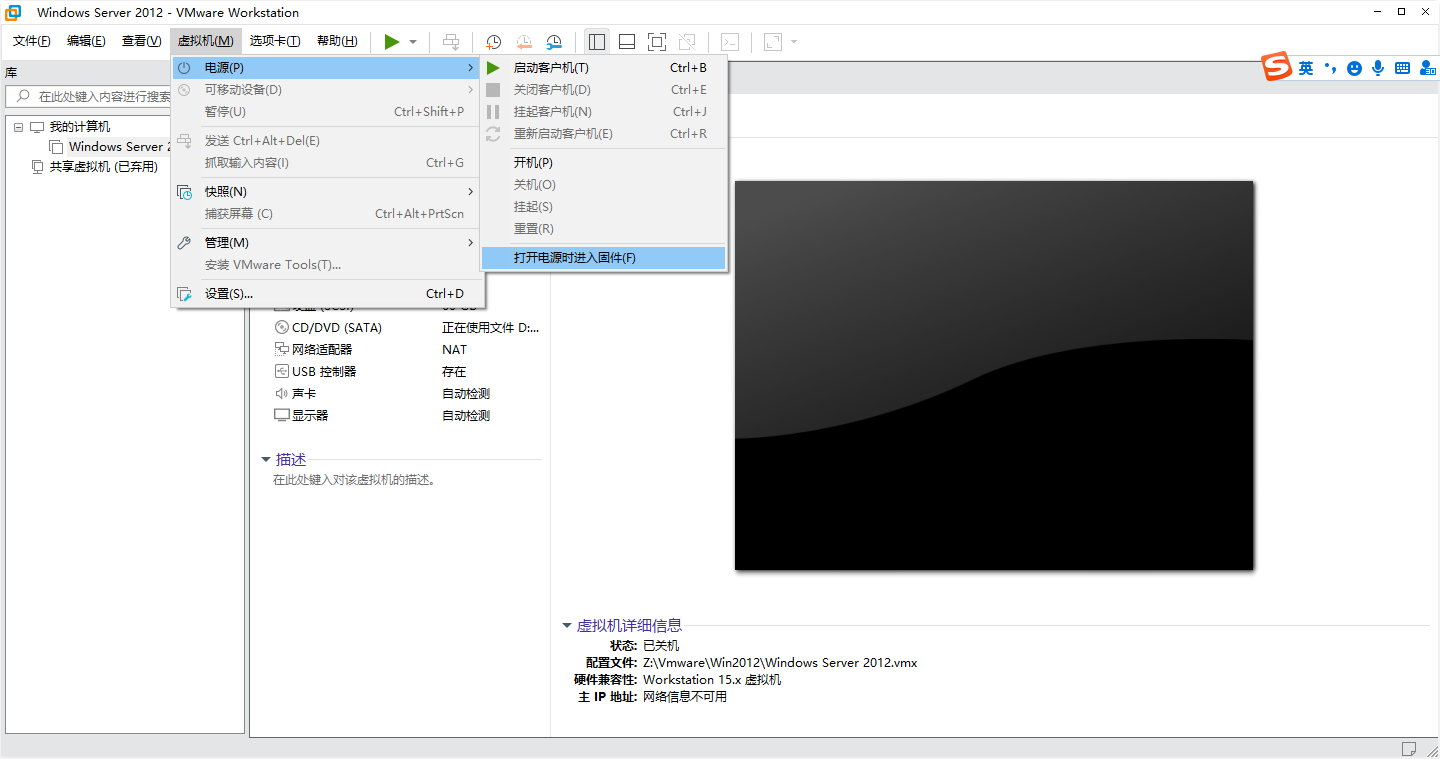 Windows Server 2012 - VMware Workstation
文件(F) 编辑(E) 查看(V) 虚拟机(M) 选项卡(T) 帮助(H)
库
在此处键入内容进行搜索
我的计算机
Windows Server 2
共享虚拟机 (已弃用)
电源(P)
可移动设备(D)
暂停(U) Ctrl+Shift+P
发送 Ctrl+Alt+Del(E)
抓取输入内容(I) Ctrl+G
快照(N)
捕获屏幕 (C) Ctrl+Alt+PrtScn
管理(M)
安装 VMware Tools(T)...
设置(S)... Ctrl+D
启动客户机(T) Ctrl+B
关闭客户机(D) Ctrl+E
挂起客户机(N) Ctrl+J
重新启动客户机(E) Ctrl+R
开机(P)
关机(O)
挂起(S)
重置(R)
打开电源时进入固件(F)
S 英
CD/DVD (SATA) 正在使用文件 D:...
网络适配器 NAT
USB 控制器 存在
声卡 自动检测
显示器 自动检测
描述
在此处键入对该虚拟机的描述。
虚拟机详细信息
状态: 已关机
配置文件: Z:\Vmware\Win2012\Windows Server 2012.vmx
硬件兼容性: Workstation 15.x 虚拟机
主 IP 地址: 网络信息不可用